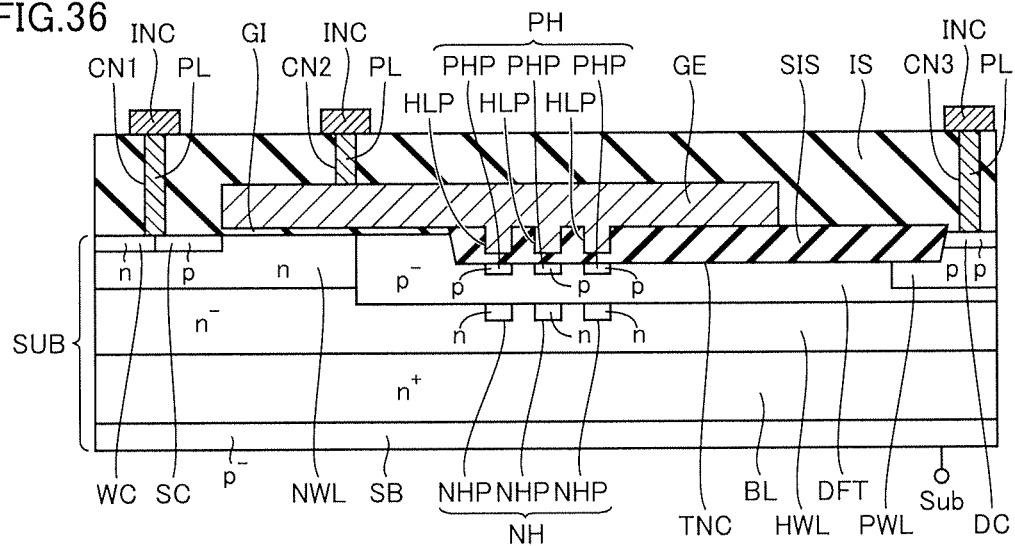 FIG.36
INC GI INC PH INC
CN1 PL CN2 PL PHP PHP PHP GE SIS IS CN3 PL
HLP HLP HLP
n p n p⁻ p p p p p
n⁻ n n n
SUB
n⁺
p⁻
WC SC NWL SB NHP NHP NHP TNC BL HWL DFT PWL Sub DC
NH